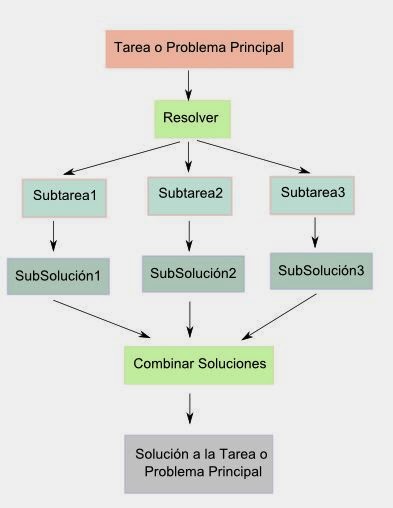 Tarea o Problema Principal
Resolver
Subtarea1
Subtarea2
Subtarea3
SubSolución1
SubSolución2
SubSolución3
Combinar Soluciones
Solución a la Tarea o
Problema Principal